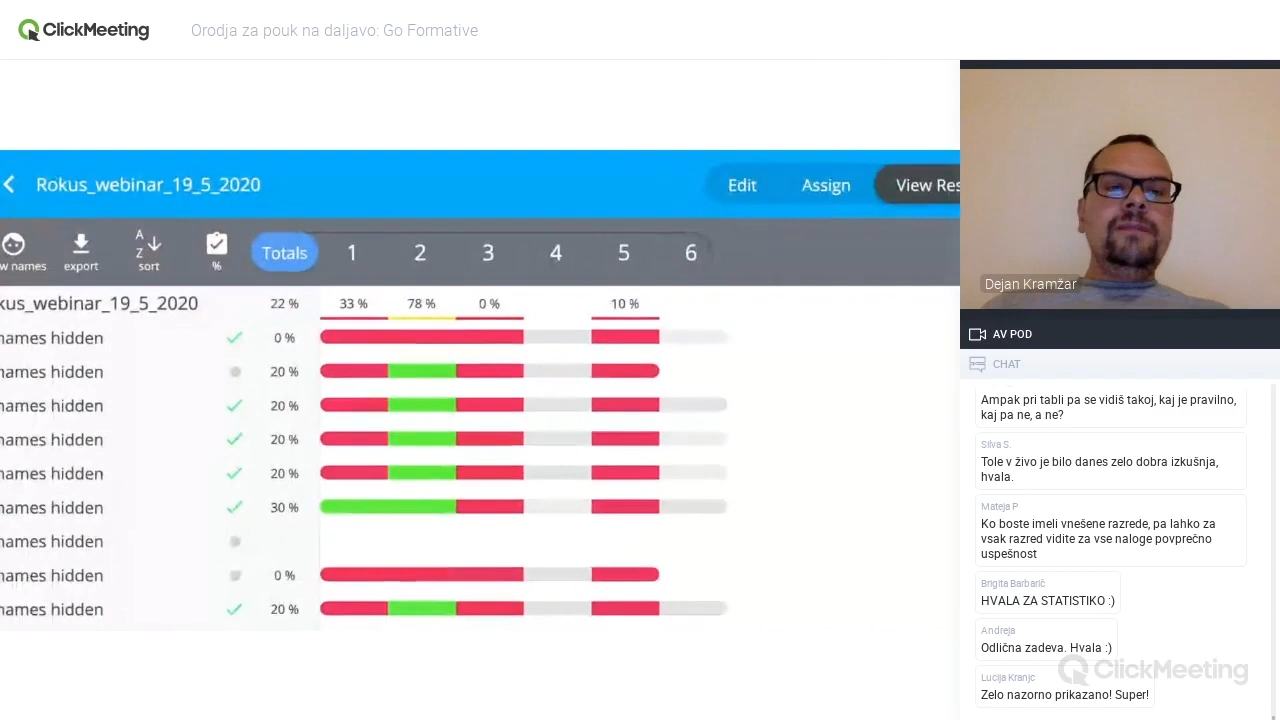 ClickMeeting
Orodja za pouk na daljavo: Go Formative
Rokus_webinar_19_5_2020
Edit
Assign
View Res
w names
export
A
Z
sort
%
Totals
1
2
3
4
5
6
kus_webinar_19_5_2020
22 %
33 %
78 %
0 %
10 %
names hidden
0 %
names hidden
20 %
names hidden
20 %
names hidden
20 %
names hidden
20 %
names hidden
30 %
names hidden
names hidden
0 %
names hidden
20 %
Dejan Kramžar
AV POD
CHAT
Ampak pri tabli pa se vidiš takoj, kaj je pravilno,
kaj pa ne, a ne?
Silva S.
Tole v živo je bilo danes zelo dobra izkušnja,
hvala.
Mateja P
Ko boste imeli vnešene razrede, pa lahko za
vsak razred vidite za vse naloge povprečno
uspešnost
Brigita Barbarič
HVALA ZA STATISTIKO :)
Andreja
Odlična zadeva. Hvala :)
Lucija Kranjc
Zelo nazorno prikazano! Super!
ClickMeeting